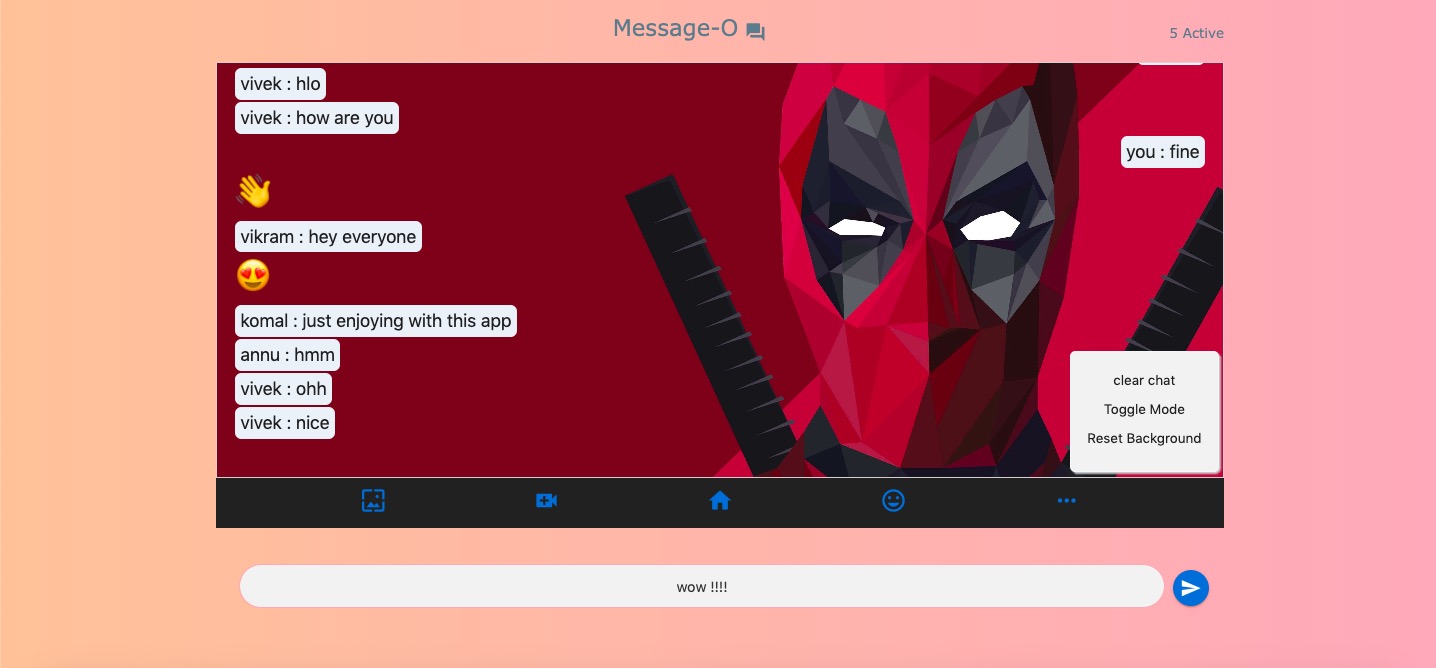 Message-O
5 Active
vivek : hlo
vivek : how are you
you : fine
vikram : hey everyone
komal : just enjoying with this app
annu : hmm
vivek : ohh
vivek : nice
clear chat
Toggle Mode
Reset Background
wow !!!!